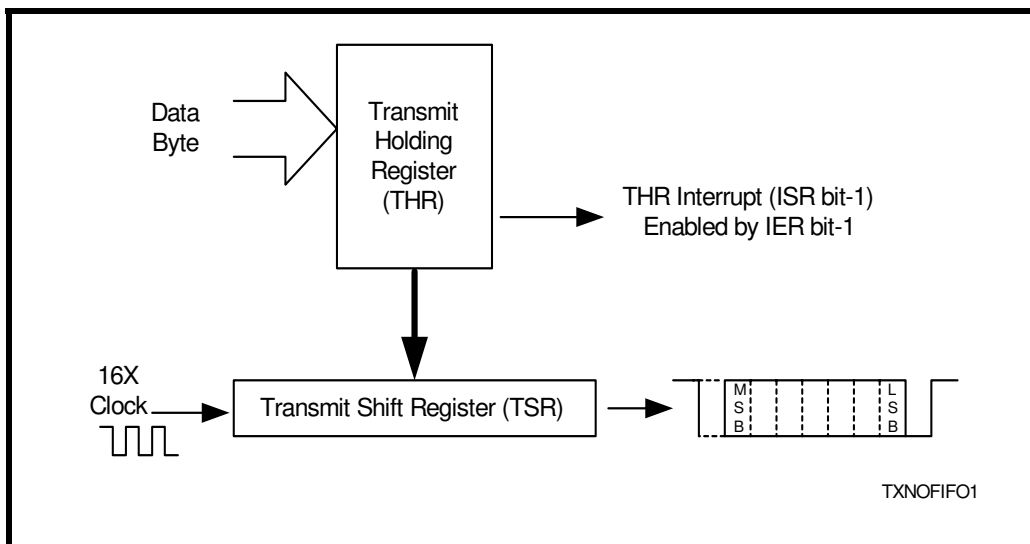 Data
Byte
Transmit
Holding
Register
(THR)
THR Interrupt (ISR bit-1)
Enabled by IER bit-1
16X
Clock
Transmit Shift Register (TSR)
M
S
B
L
S
B
TXNOFIFO1